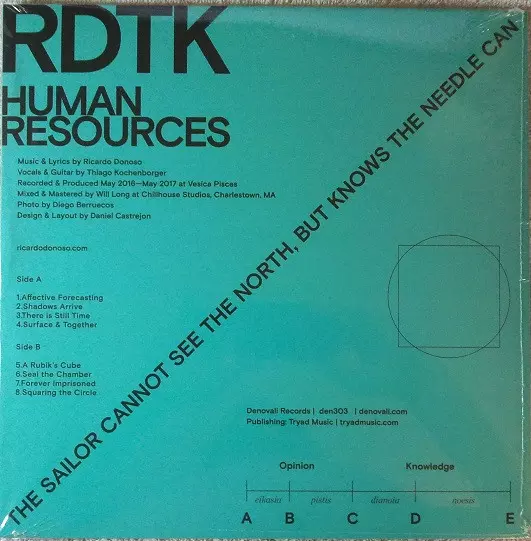 RDTK
HUMAN
RESOURCES
Music & Lyrics by Ricardo Donoso
Vocals & Guitar by Thiago Kochenborger
Recorded & Produced May 2016—May 2017 at Vesica Pisces
Mixed & Mastered by Will Long at Chillhouse Studios, Charlestown, MA
Photo by Diego Berruecos
Design & Layout by Daniel Castrejon
ricardodonoso.com
THE SAILOR CANNOT SEE THE NORTH, BUT KNOWS THE NEEDLE CAN
Side A
1.Affective Forecasting
2.Shadows Arrive
3.There is Still Time
4.Surface & Together
Side B
5.A Rubik's Cube
6.Seal the Chamber
7.Forever Imprisoned
8.Squaring the Circle
Denovali Records | den303 | denovali.com
Publishing: Tryad Music | tryadmusic.com
Opinion Knowledge
eikasia pistis dianoia noesis
A B C D E